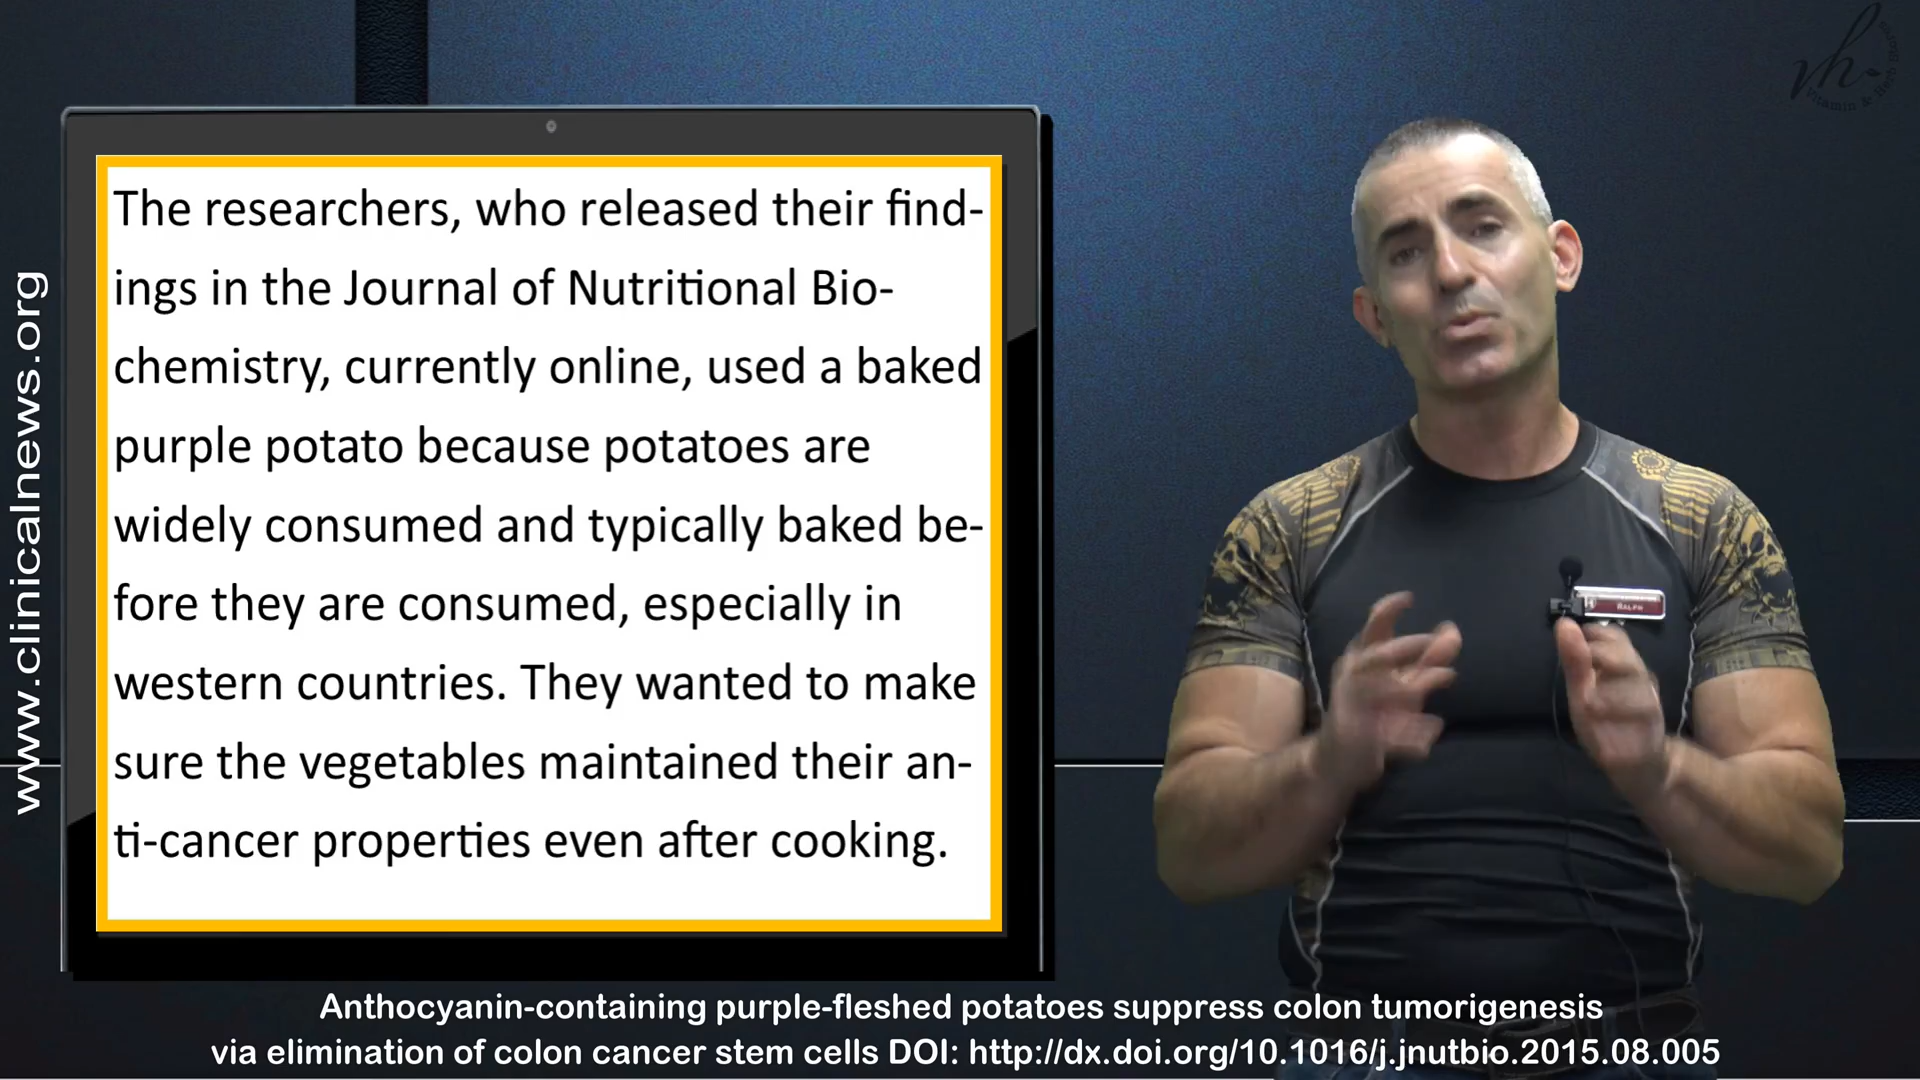 The researchers, who released their find-
ings in the Journal of Nutritional Bio-
chemistry, currently online, used a baked
purple potato because potatoes are
widely consumed and typically baked be-
fore they are consumed, especially in
western countries. They wanted to make
sure the vegetables maintained their an-
ti-cancer properties even after cooking.
www.clinicalnews.org
vh
Vitamin &
RALPH
Anthocyanin-containing purple-fleshed potatoes suppress colon tumorigenesis
via elimination of colon cancer stem cells DOI: http://dx.doi.org/10.1016/j.jnutbio.2015.08.005